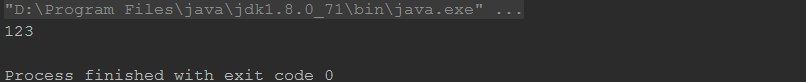 "D:\Program Files\java\jdk1.8.0_71\bin\java.exe" ...
123
Process finished with exit code 0